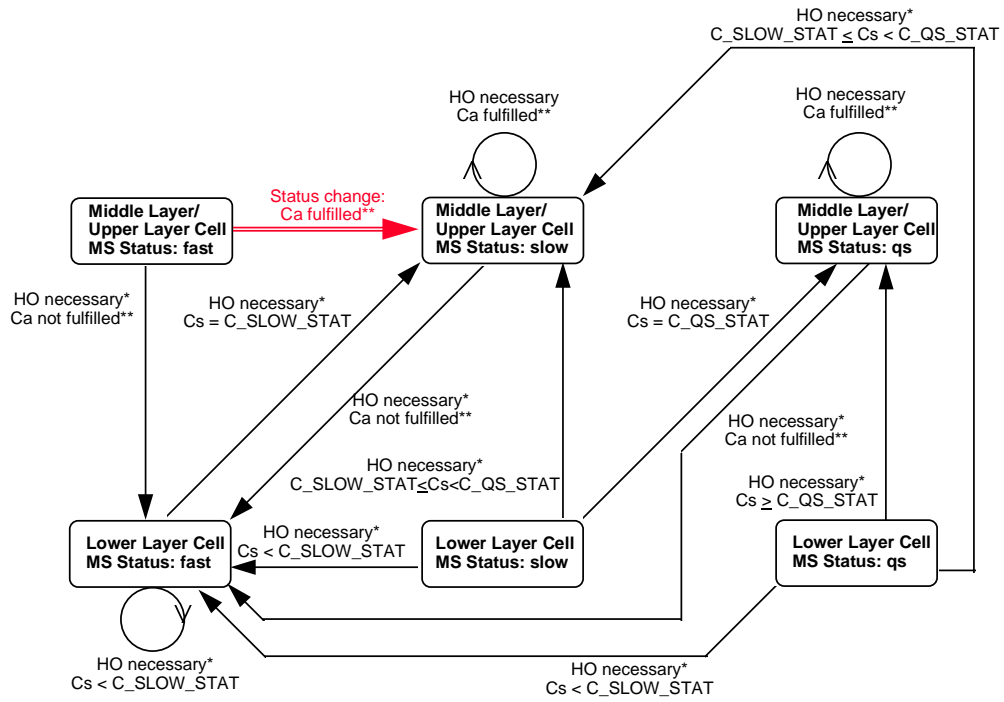 HO necessary*
C_SLOW_STAT ≤ Cs < C_QS_STAT
HO necessary
Ca fulfilled**
HO necessary
Ca fulfilled**
Status change:
Ca fulfilled**
Middle Layer/
Upper Layer Cell
MS Status: fast
Middle Layer/
Upper Layer Cell
MS Status: slow
Middle Layer/
Upper Layer Cell
MS Status: qs
HO necessary*
Ca not fulfilled**
HO necessary*
Cs = C_SLOW_STAT
HO necessary*
Cs = C_QS_STAT
HO necessary*
Ca not fulfilled**
HO necessary*
Ca not fulfilled**
HO necessary*
C_SLOW_STAT≤Cs<C_QS_STAT
HO necessary*
Cs ≥ C_QS_STAT
HO necessary*
Cs < C_SLOW_STAT
Lower Layer Cell
MS Status: fast
Lower Layer Cell
MS Status: slow
Lower Layer Cell
MS Status: qs
HO necessary*
Cs < C_SLOW_STAT
HO necessary*
Cs < C_SLOW_STAT